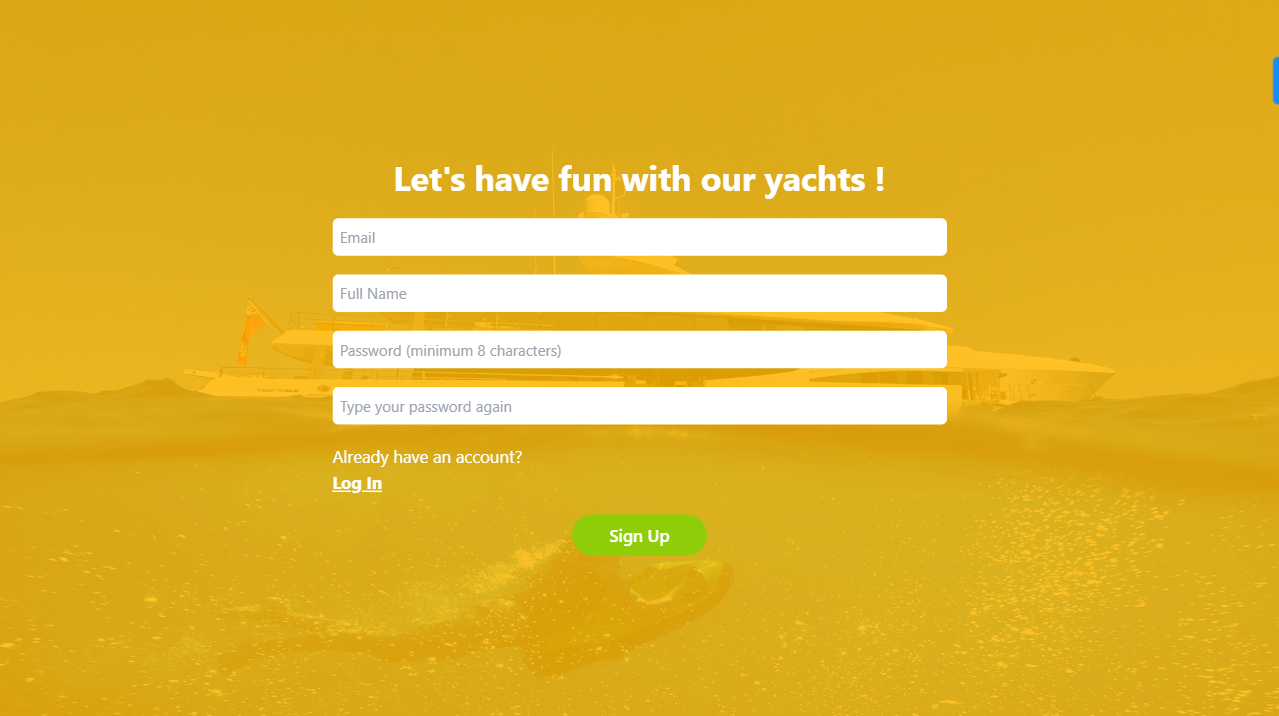 Let's have fun with our yachts !
Email
Full Name
Password (minimum 8 characters)
Type your password again
Already have an account?
Log In
Sign Up